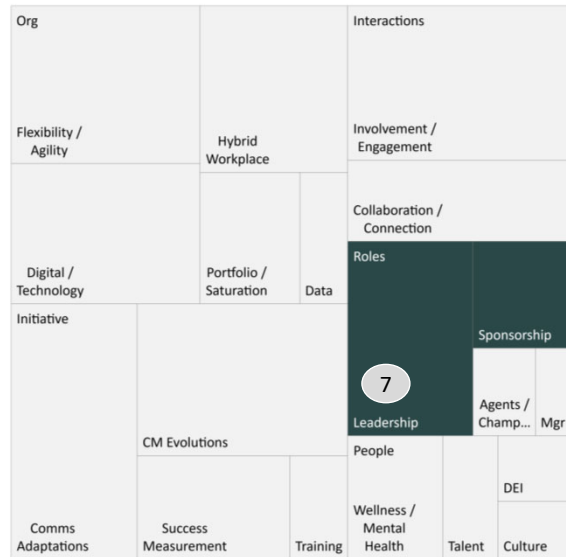 Org
Flexibility /
Agility
Hybrid
Workplace
Digital /
Technology
Portfolio /
Saturation
Data
Interactions
Involvement /
Engagement
Collaboration /
Connection
Roles
7
Leadership
Sponsorship
Agents /
Champ...
Mgr
Initiative
Comms
Adaptations
CM Evolutions
Success
Measurement
Training
People
Wellness /
Mental
Health
Talent
DEI
Culture